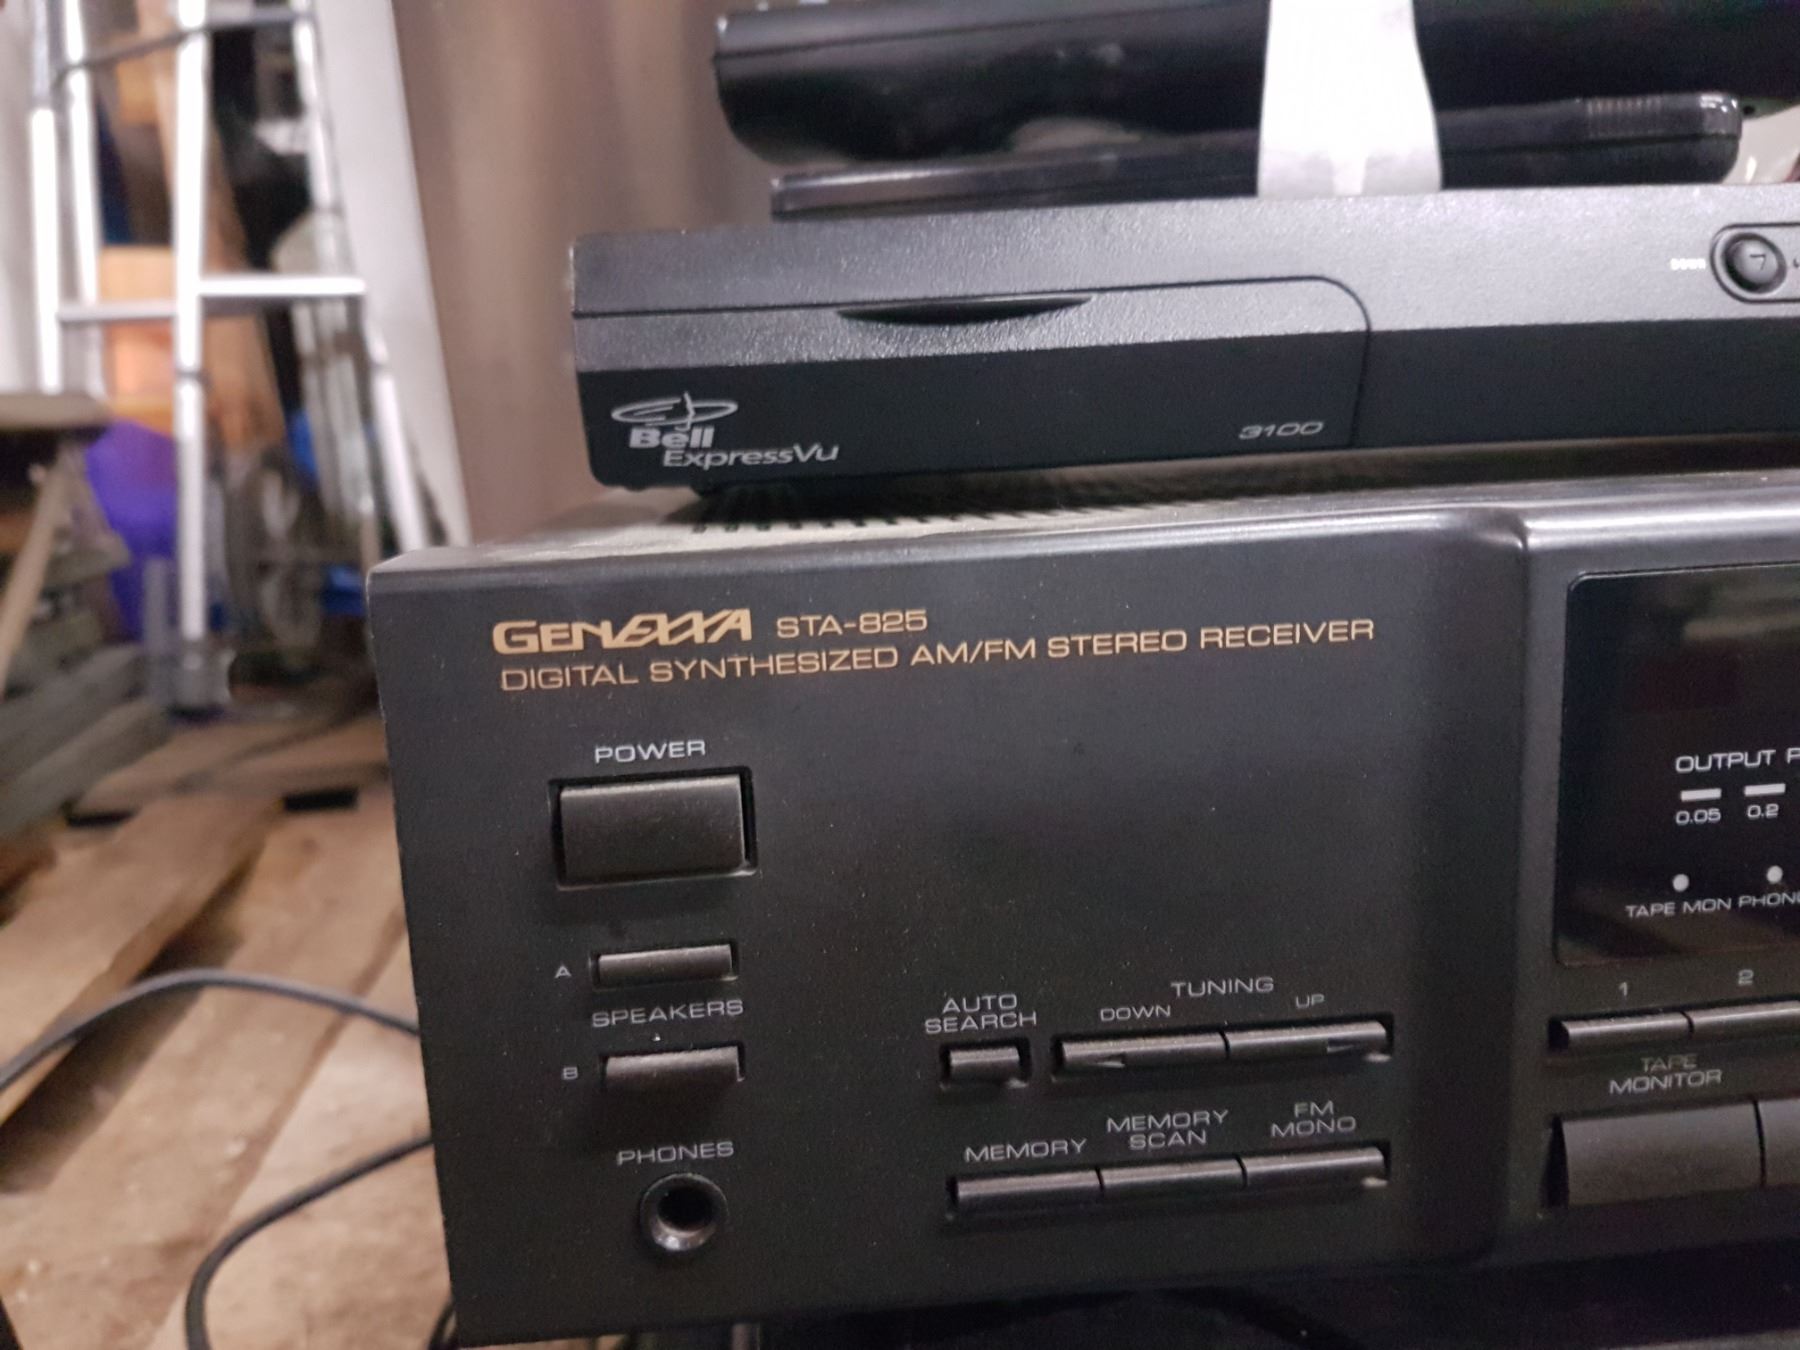 DOWN
Bell
ExpressVu
3100
GENEXXA STA-825
DIGITAL SYNTHESIZED AM/FM STEREO RECEIVER
POWER
OUTPUT
0.05 0.2
TAPE MON
A
SPEAKERS
B
PHONES
AUTO
SEARCH
TUNING
DOWN UP
MEMORY
MEMORY
SCAN
FM
MONO
1 2
TAPE
MONITOR